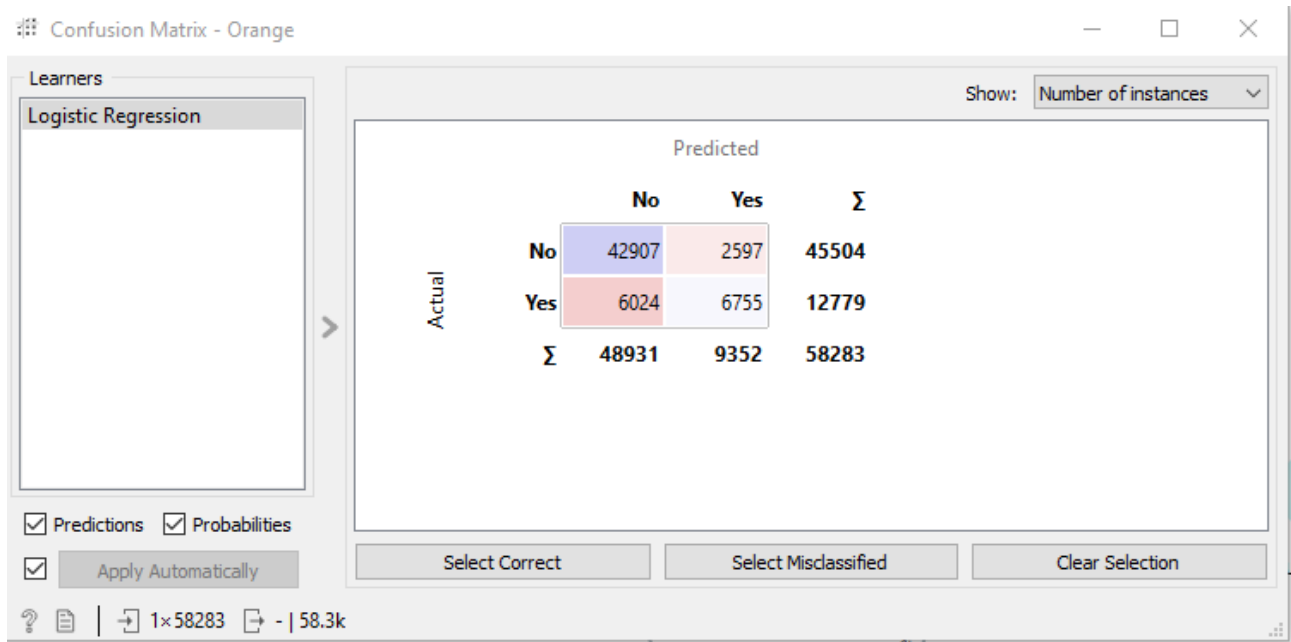 Confusion Matrix - Orange
Learners
Logistic Regression
Show: Number of instances
Predicted
No Yes Σ
No 42907 2597 45504
Actual
Yes 6024 6755 12779
Σ 48931 9352 58283
Predictions Probabilities
Apply Automatically
Select Correct Select Misclassified Clear Selection
? 1×58283 - | 58.3k